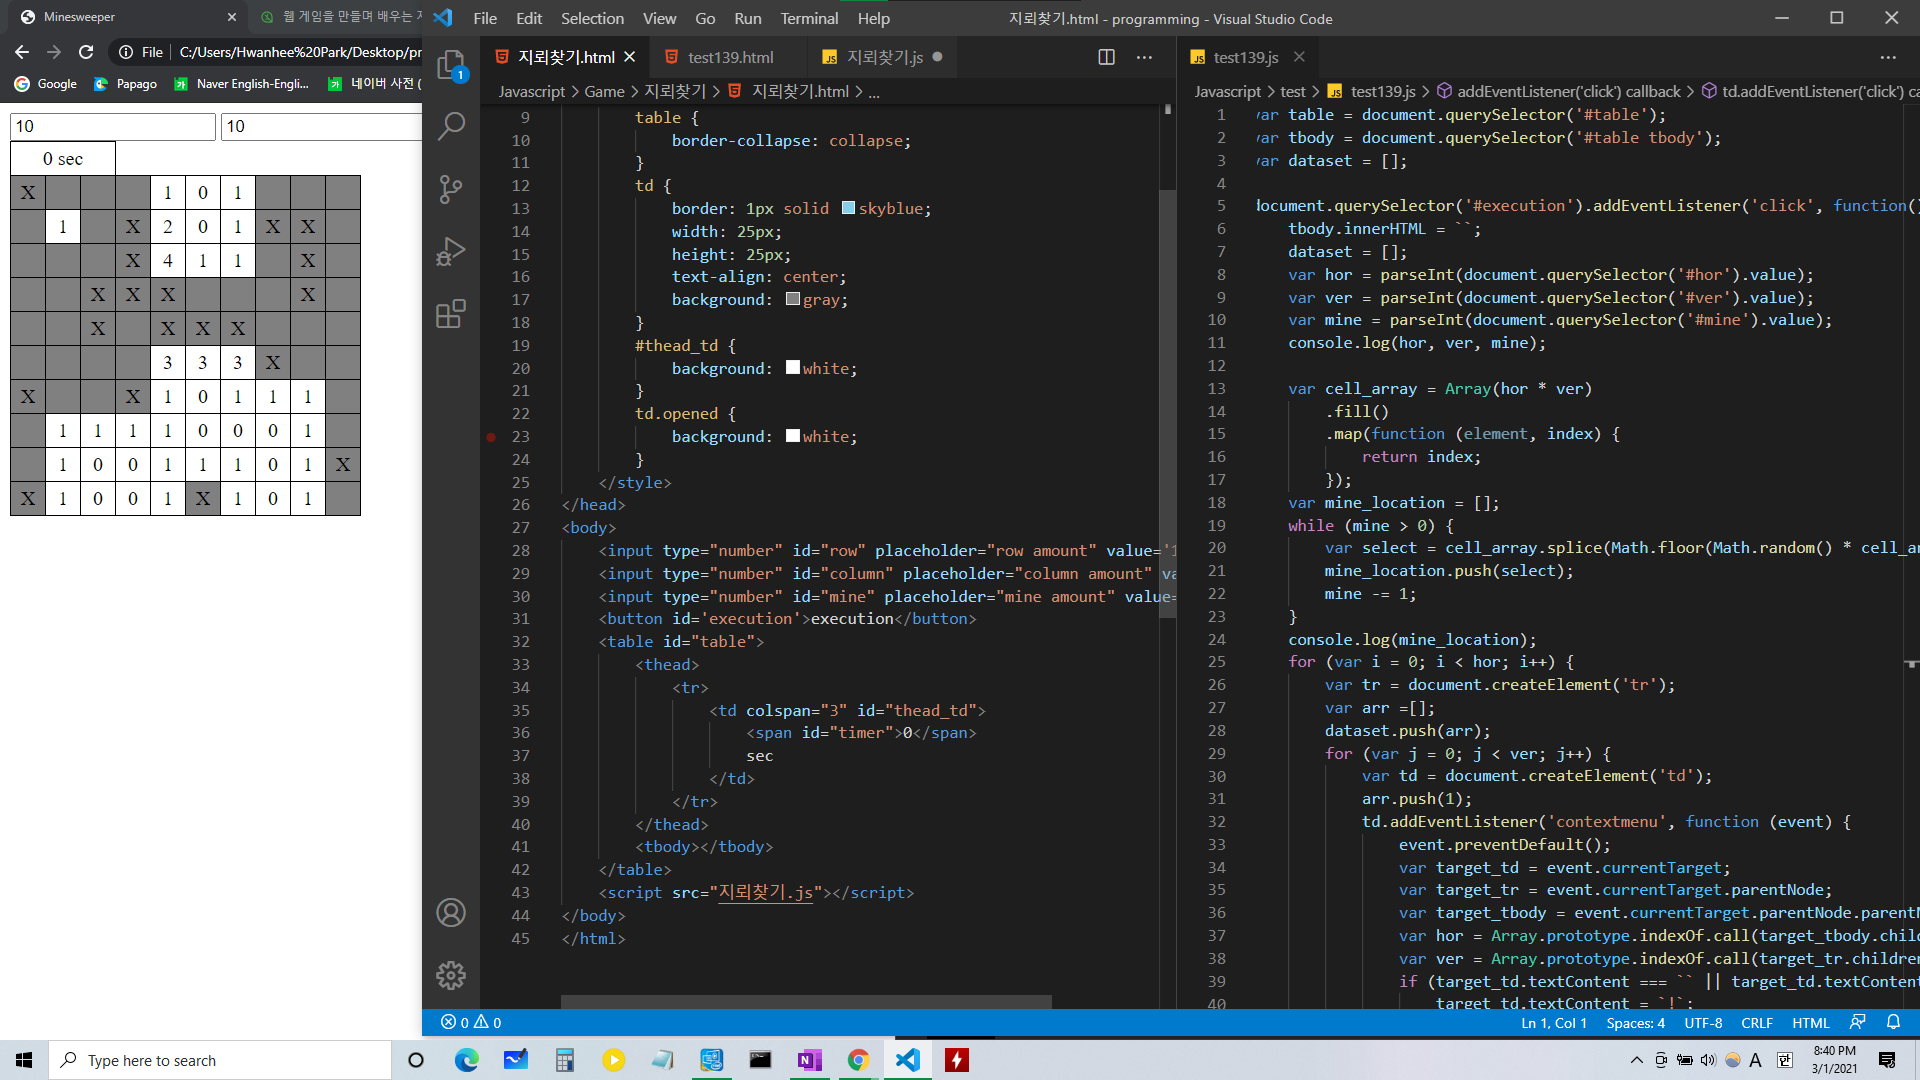 Minesweeper
웹 게임을 만들며 배우는
File Edit Selection View Go Run Terminal Help
지뢰찾기.html - programming - Visual Studio Code
File C:/Users/Hwanhee%20Park/Desktop/pr
Google Papago Naver English-Engli... 네이버 사전 (
10 10
0 sec
X 1 0 1
1 X 2 0 1 X X
X 4 1 1 X
X X X X
X X X X
3 3 3 X
X X 1 0 1 1 1
1 1 1 1 0 0 0 1
1 0 0 1 1 1 0 1 X
X 1 0 0 1 X 1 0 1
1
지뢰찾기.html test139.html 지뢰찾기.js
Javascript > Game > 지뢰찾기 > 지뢰찾기.html > ...
9 table {
10 border-collapse: collapse;
11 }
12 td {
13 border: 1px solid skyblue;
14 width: 25px;
15 height: 25px;
16 text-align: center;
17 background: gray;
18 }
19 #thead_td {
20 background: white;
21 }
22 td.opened {
23 background: white;
24 }
25 </style>
26 </head>
27 <body>
28 <input type="number" id="row" placeholder="row amount" value='1
29 <input type="number" id="column" placeholder="column amount" va
30 <input type="number" id="mine" placeholder="mine amount" value=
31 <button id='execution'>execution</button>
32 <table id="table">
33 <thead>
34 <tr>
35 <td colspan="3" id="thead_td">
36 <span id="timer">0</span>
37 sec
38 </td>
39 </tr>
40 </thead>
41 <tbody></tbody>
42 </table>
43 <script src="지뢰찾기.js"></script>
44 </body>
45 </html>
test139.js
Javascript > test > test139.js > addEventListener('click') callback > td.addEventListener('click') ca
1 var table = document.querySelector('#table');
2 var tbody = document.querySelector('#table tbody');
3 var dataset = [];
4
5 document.querySelector('#execution').addEventListener('click', function()
6 tbody.innerHTML = ``;
7 dataset = [];
8 var hor = parseInt(document.querySelector('#hor').value);
9 var ver = parseInt(document.querySelector('#ver').value);
10 var mine = parseInt(document.querySelector('#mine').value);
11 console.log(hor, ver, mine);
12
13 var cell_array = Array(hor * ver)
14 .fill()
15 .map(function (element, index) {
16 return index;
17 });
18 var mine_location = [];
19 while (mine > 0) {
20 var select = cell_array.splice(Math.floor(Math.random() * cell_ar
21 mine_location.push(select);
22 mine -= 1;
23 }
24 console.log(mine_location);
25 for (var i = 0; i < hor; i++) {
26 var tr = document.createElement('tr');
27 var arr =[];
28 dataset.push(arr);
29 for (var j = 0; j < ver; j++) {
30 var td = document.createElement('td');
31 arr.push(1);
32 td.addEventListener('contextmenu', function (event) {
33 event.preventDefault();
34 var target_td = event.currentTarget;
35 var target_tr = event.currentTarget.parentNode;
36 var target_tbody = event.currentTarget.parentNode.parentN
37 var hor = Array.prototype.indexOf.call(target_tbody.child
38 var ver = Array.prototype.indexOf.call(target_tr.children
39 if (target_td.textContent === `` || target_td.textContent
40 target_td.textContent = `!`;
0 0
Ln 1, Col 1 Spaces: 4 UTF-8 CRLF HTML
Type here to search
A 한
8:40 PM
3/1/2021